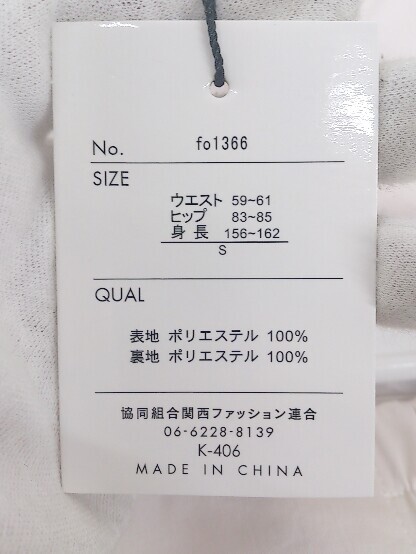 No. fo1366
SIZE
ウエスト 59~61
ヒップ 83~85
身長 156~162
S
QUAL
表地 ポリエステル 100%
裏地 ポリエステル 100%
協同組合関西ファッション連合
06-6228-8139
K-406
MADE IN CHINA